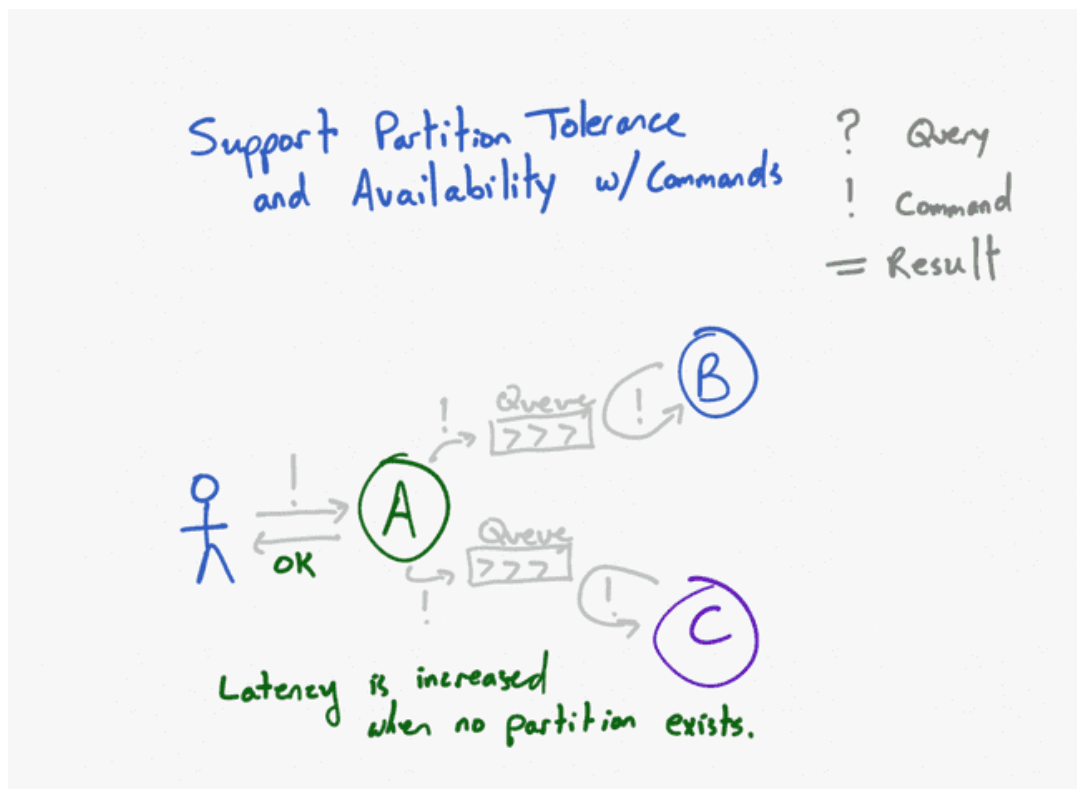 Support Partition Tolerance
and Availability w/Commands
? Query
! Command
= Result
B
Queue
!
!
> > >
!
A
OK
Queue
> > >
!
!
C
Latency is increased
when no partition exists.